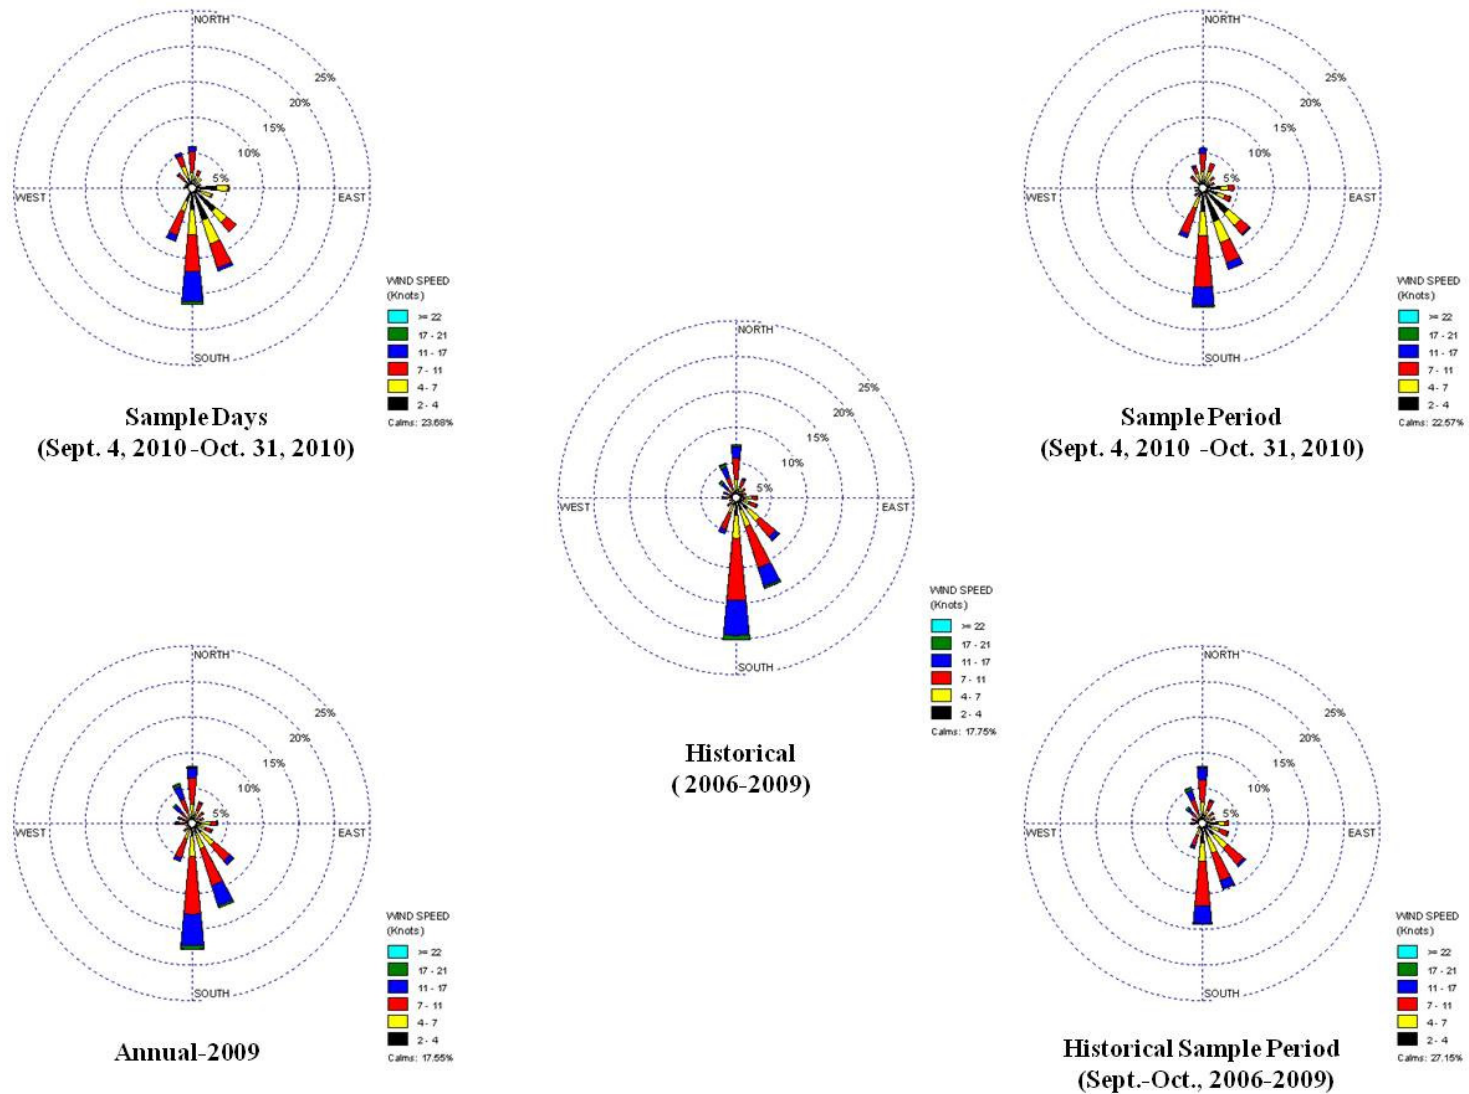 NORTH
25%
20%
15%
10%
5%
WEST
EAST
SOUTH
WIND SPEED
(Knots)
>= 22
17 - 21
11 - 17
7 - 11
4 - 7
2 - 4
Calms: 23.68%
Sample Days
(Sept. 4, 2010 -Oct. 31, 2010)
NORTH
25%
20%
15%
10%
5%
WEST
EAST
SOUTH
WIND SPEED
(Knots)
>= 22
17 - 21
11 - 17
7 - 11
4 - 7
2 - 4
Calms: 22.57%
Sample Period
(Sept. 4, 2010 -Oct. 31, 2010)
NORTH
25%
20%
15%
10%
5%
WEST
EAST
SOUTH
WIND SPEED
(Knots)
>= 22
17 - 21
11 - 17
7 - 11
4 - 7
2 - 4
Calms: 17.75%
Historical
( 2006-2009)
NORTH
25%
20%
15%
10%
5%
WEST
EAST
SOUTH
WIND SPEED
(Knots)
>= 22
17 - 21
11 - 17
7 - 11
4 - 7
2 - 4
Calms: 17.55%
Annual-2009
NORTH
25%
20%
15%
10%
5%
WEST
EAST
SOUTH
WIND SPEED
(Knots)
>= 22
17 - 21
11 - 17
7 - 11
4 - 7
2 - 4
Calms: 27.15%
Historical Sample Period
(Sept.-Oct., 2006-2009)